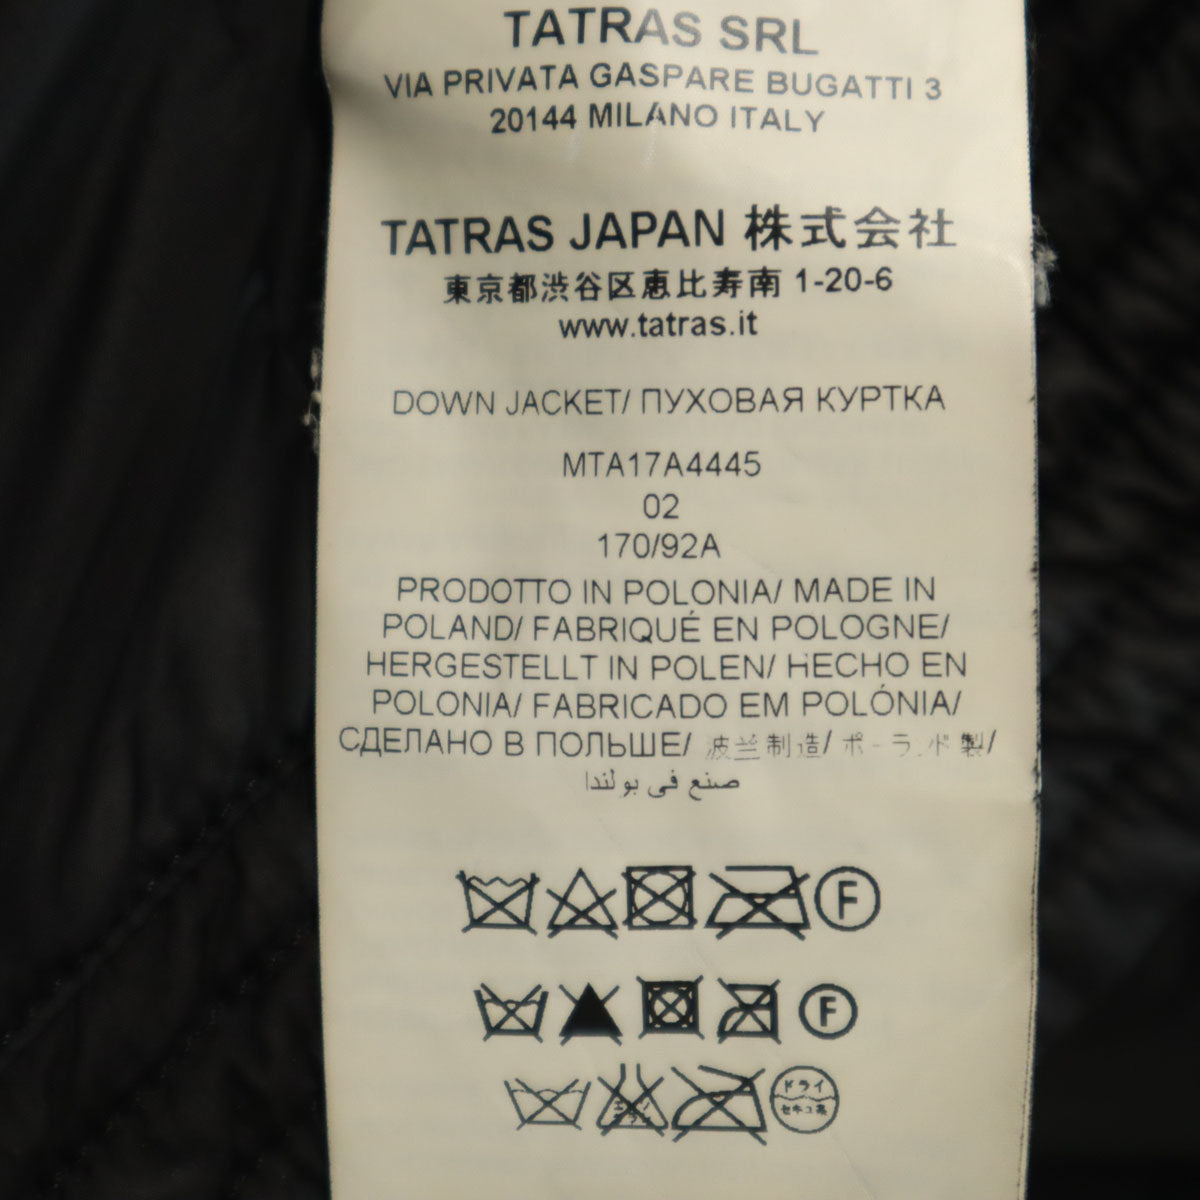 TATRAS SRL
VIA PRIVATA GASPARE BUGATTI 3
20144 MILANO ITALY
TATRAS JAPAN 株式会社
東京都渋谷区恵比寿南 1-20-6
www.tatras.it
DOWN JACKET/ ПУХОВАЯ КУРТКА
MTA17A4445
02
170/92A
PRODOTTO IN POLONIA/ MADE IN
POLAND/ FABRIQUÉ EN POLOGNE/
HERGESTELLT IN POLEN/ HECHO EN
POLONIA/ FABRICADO EM POLÓNIA/
СДЕЛАНО В ПОЛЬШЕ/ 波兰制造/ ポーランド製/
صنع في بولندا
F
F
ドライ
セキユ系